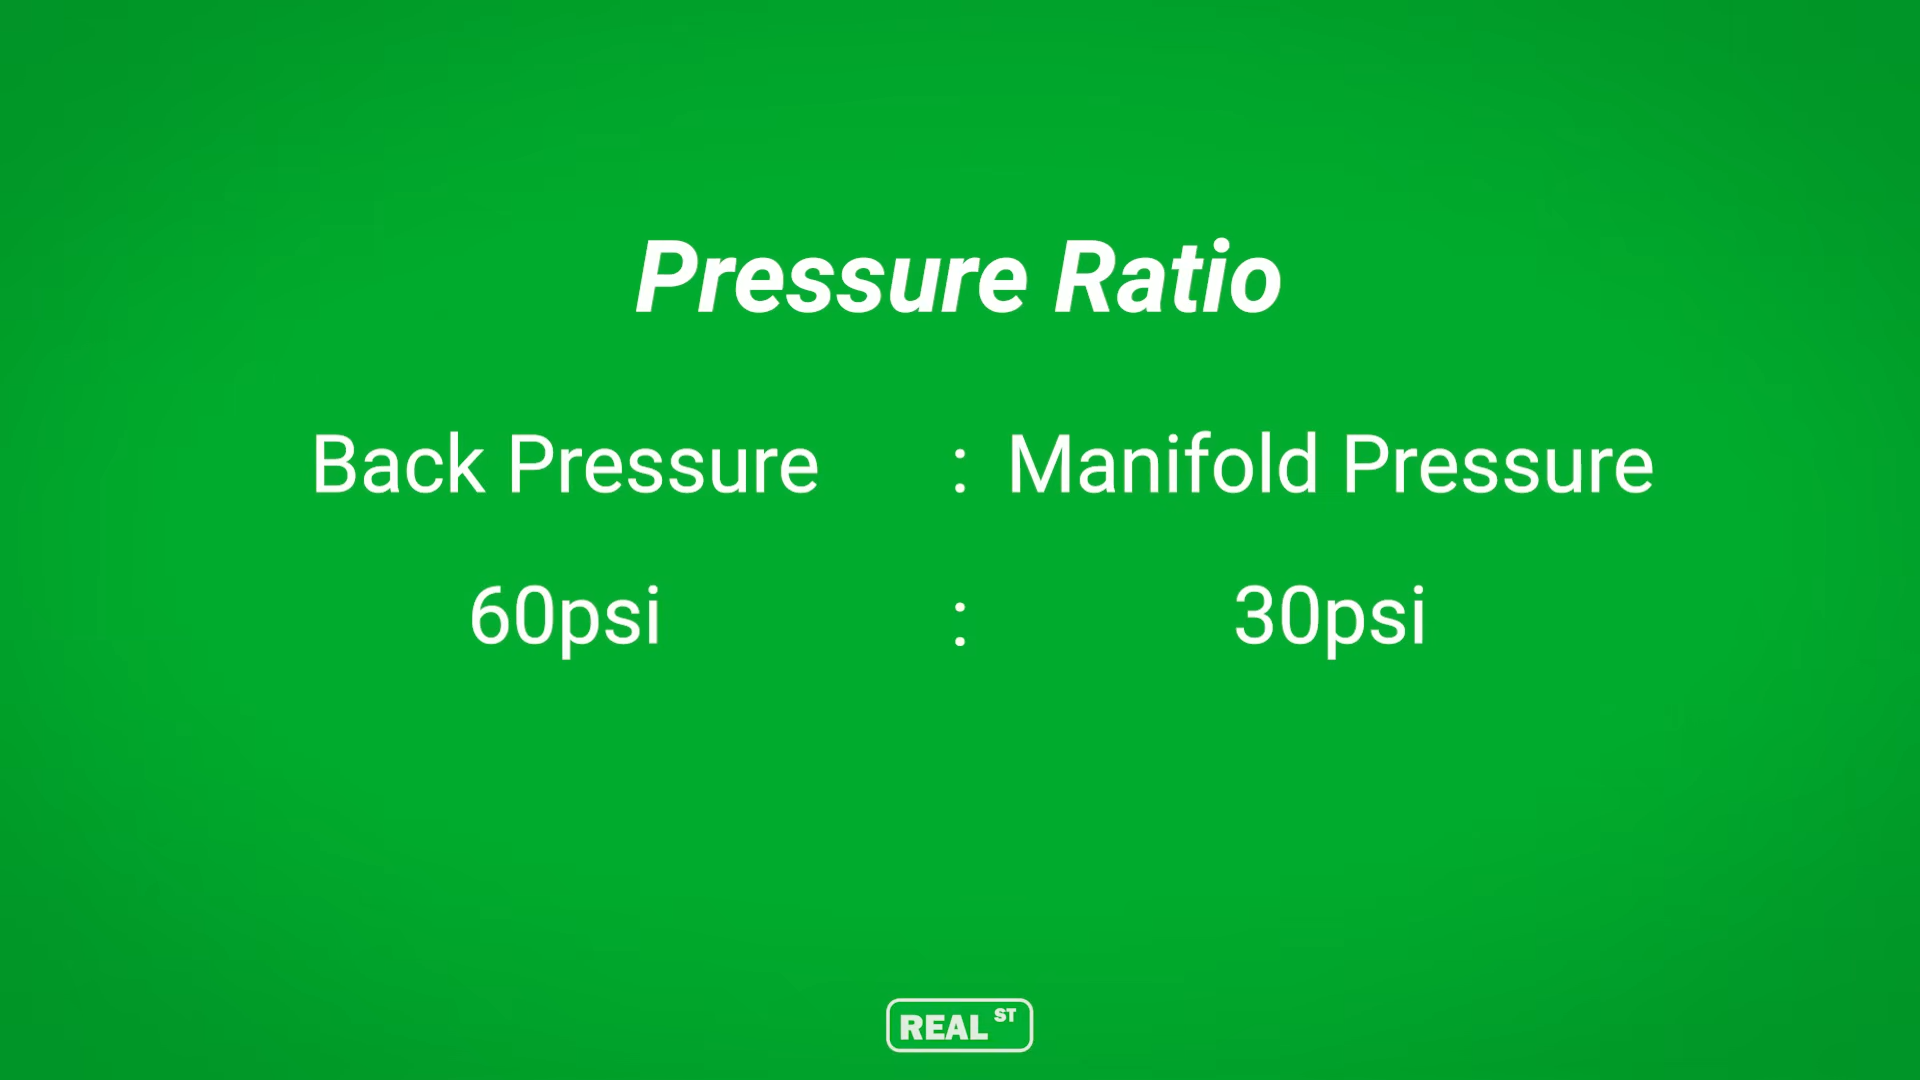 Pressure Ratio
Back Pressure : Manifold Pressure
60psi : 30psi
REAL ST